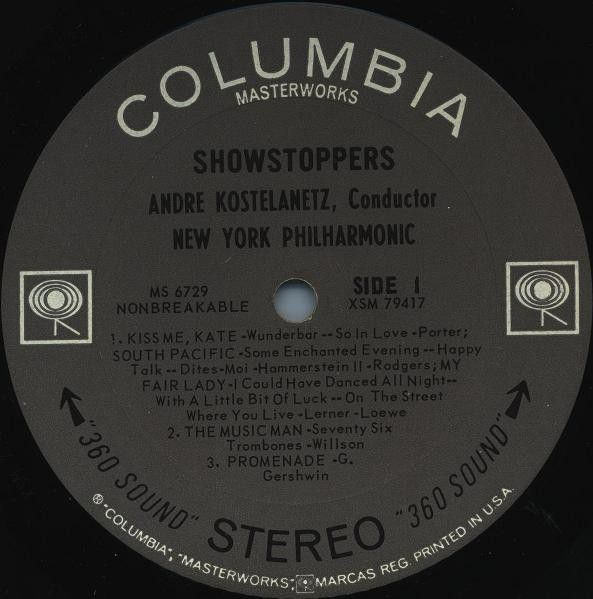 COLUMBIA
MASTERWORKS
SHOWSTOPPERS
ANDRE KOSTELANETZ, Conductor
NEW YORK PHILHARMONIC
MS 6729
NONBREAKABLE
SIDE 1
XSM 79417
1. KISS ME, KATE -Wunderbar -- So In Love -Porter;
SOUTH PACIFIC -Some Enchanted Evening -- Happy
Talk -- Dites-Moi -Hammerstein II - Rodgers; MY
FAIR LADY -I Could Have Danced All Night--
With A Little Bit Of Luck -- On The Street
Where You Live -Lerner - Loewe
2. THE MUSIC MAN -Seventy Six
Trombones -Willson
3. PROMENADE -G.
Gershwin
"360 SOUND" STEREO "360 SOUND"
® "COLUMBIA", "MASTERWORKS", MARCAS REG. PRINTED IN U.S.A.